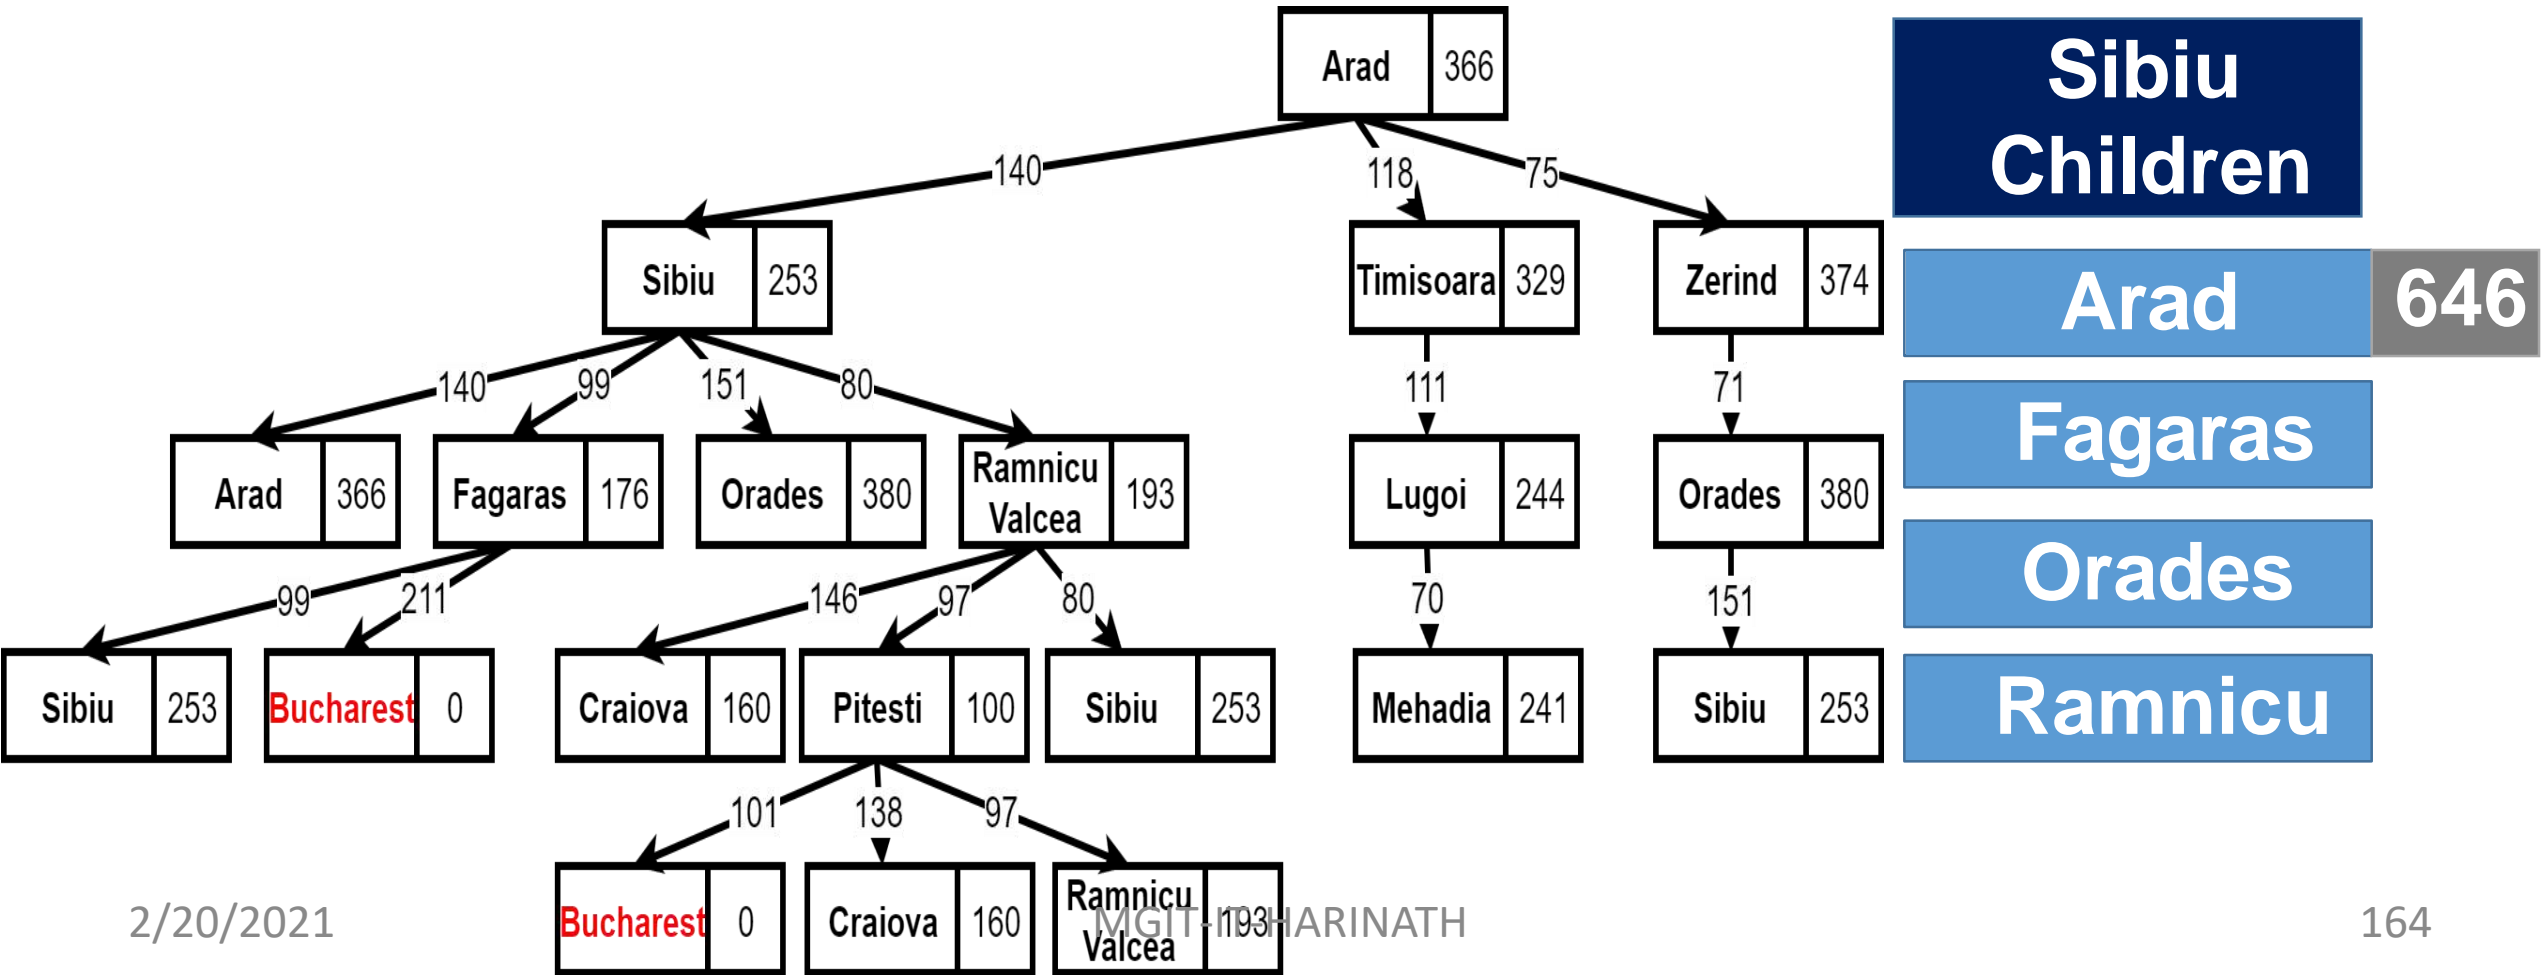 Arad 366
140 118 75
Sibiu 253 Timisoara 329 Zerind 374
140 99 151 80 111 71
Arad 366 Fagaras 176 Orades 380 Ramnicu
Valcea 193 Lugoi 244 Orades 380
99 211 146 97 80 70 151
Sibiu 253 Bucharest 0 Craiova 160 Pitesti 100 Sibiu 253 Mehadia 241 Sibiu 253
101 138 97
Bucharest 0 Craiova 160 Ramnicu
Valcea 193
Sibiu
Children
Arad 646
Fagaras
Orades
Ramnicu
2/20/2021 MGIT-IT-HARINATH 164